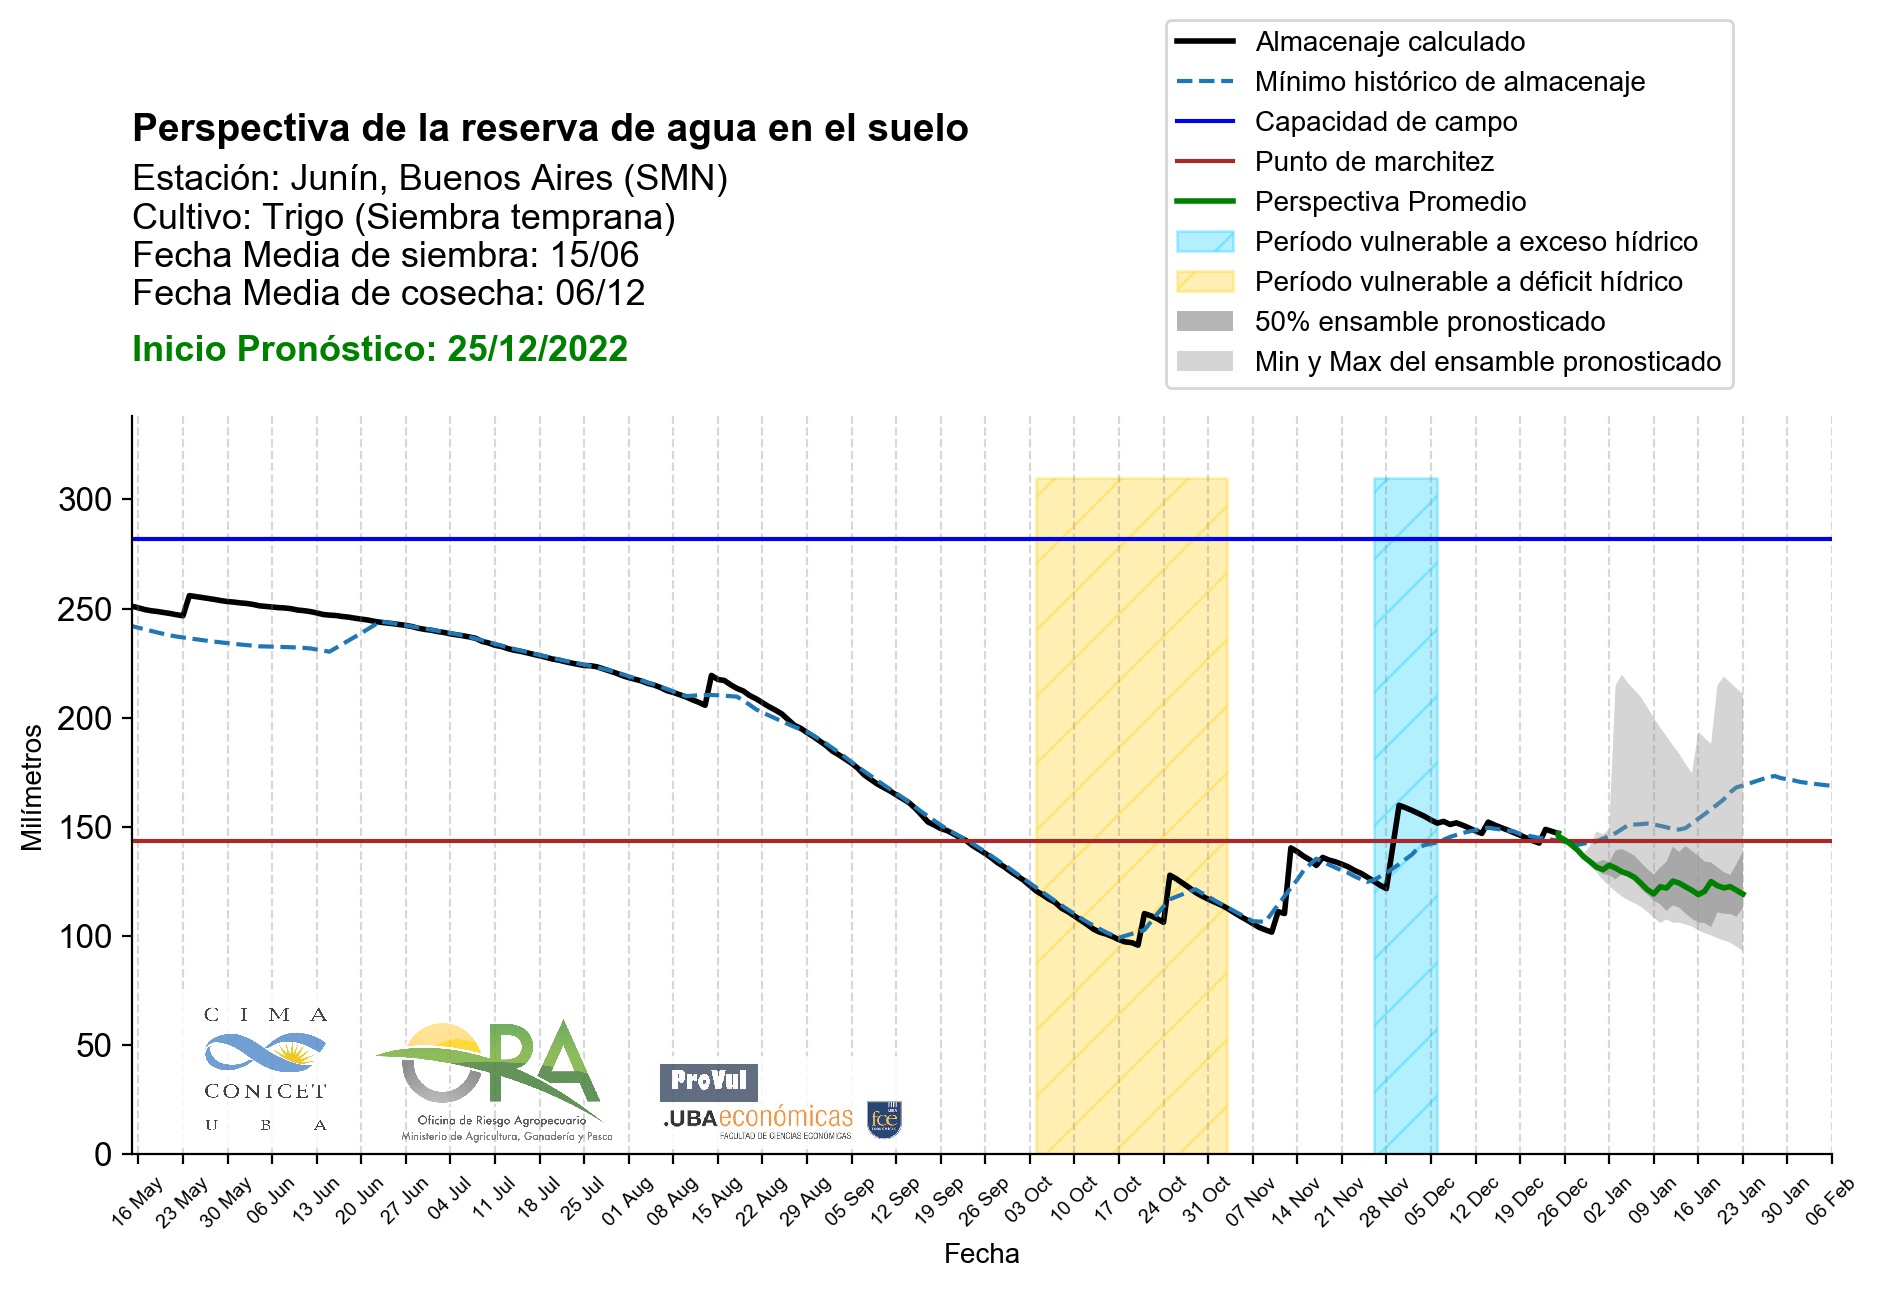 Almacenaje calculado
Mínimo histórico de almacenaje
Capacidad de campo
Punto de marchitez
Perspectiva Promedio
Período vulnerable a exceso hídrico
Período vulnerable a déficit hídrico
50% ensamble pronosticado
Min y Max del ensamble pronosticado
Perspectiva de la reserva de agua en el suelo
Estación: Junín, Buenos Aires (SMN)
Cultivo: Trigo (Siembra temprana)
Fecha Media de siembra: 15/06
Fecha Media de cosecha: 06/12
Inicio Pronóstico: 25/12/2022
Milímetros
300
250
200
150
100
50
0
C I M A
CONICET
U B A
ORA
Oficina de Riesgo Agropecuario
Ministerio de Agricultura, Ganadería y Pesca
ProVul
.UBAeconómicas
FACULTAD DE CIENCIAS ECONÓMICAS
fce
16 May 23 May 30 May 06 Jun 13 Jun 20 Jun 27 Jun 04 Jul 11 Jul 18 Jul 25 Jul 01 Aug 08 Aug 15 Aug 22 Aug 29 Aug 05 Sep 12 Sep 19 Sep 26 Sep 03 Oct 10 Oct 17 Oct 24 Oct 31 Oct 07 Nov 14 Nov 21 Nov 28 Nov 05 Dec 12 Dec 19 Dec 26 Dec 02 Jan 09 Jan 16 Jan 23 Jan 30 Jan 06 Feb
Fecha